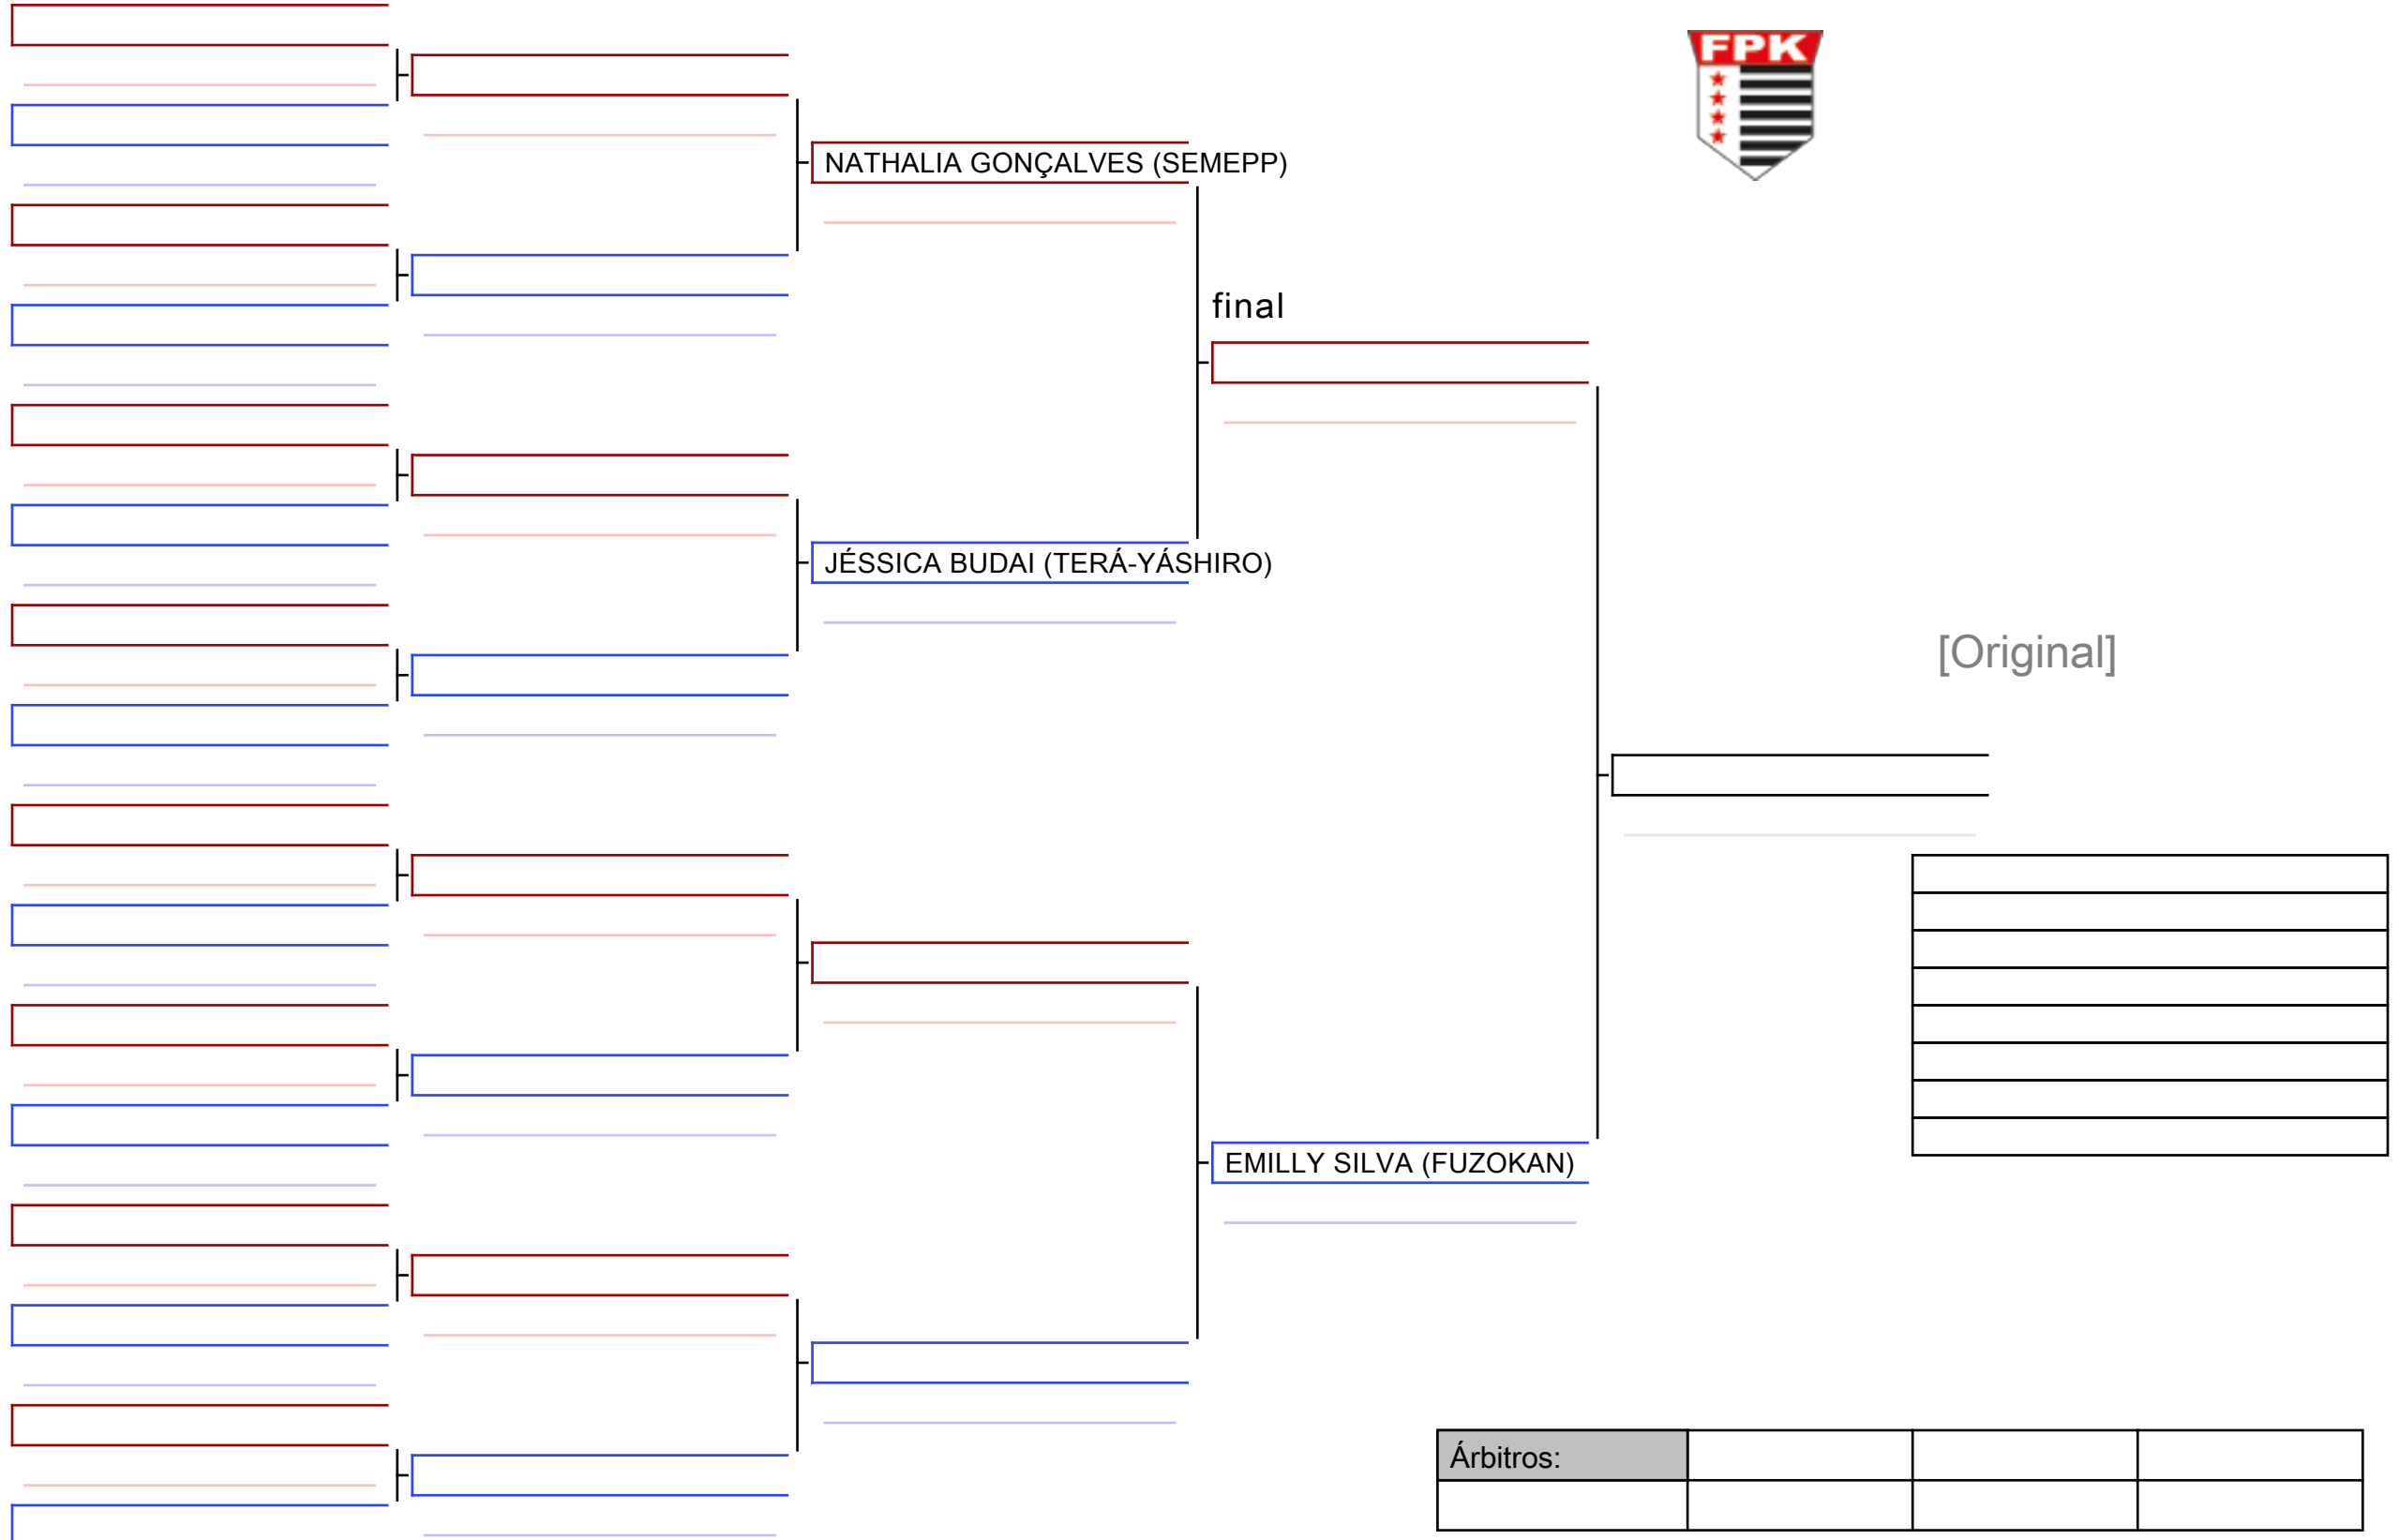 FPK
NATHALIA GONÇALVES (SEMEPP)
final
JÉSSICA BUDAI (TERÁ-YÁSHIRO)
[Original]
EMILLY SILVA (FUZOKAN)
Árbitros: